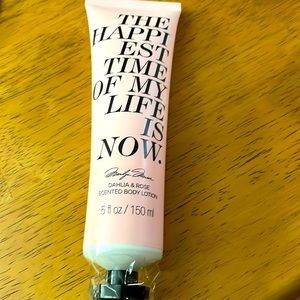 THE
HAPPI
EST
TIME
OF MY
LIFE
IS
NOW.
DAHLIA & ROSE
SCENTED BODY LOTION
5 fl oz / 150 ml